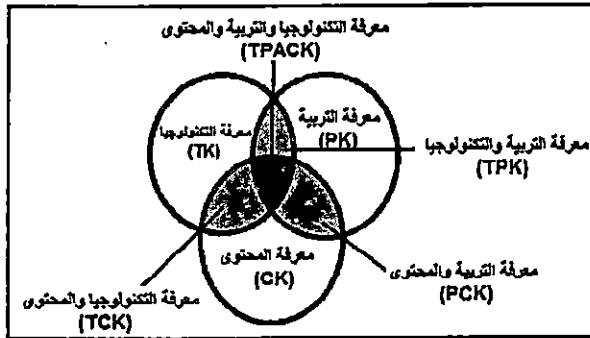 معرفة التكنولوجيا والتربية والمحتوى
(TPACK)
معرفة التربية
(PK)
معرفة التكنولوجيا
(TK)
معرفة التربية والتكنولوجيا
(TPK)
معرفة المحتوى
(CK)
معرفة التربية والمحتوى
(PCK)
معرفة التكنولوجيا والمحتوى
(TCK)